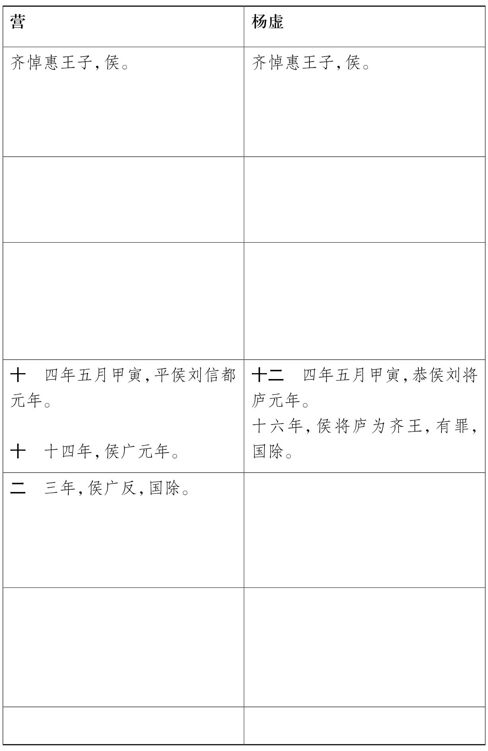 营
杨虚
齐悼惠王子,侯。
齐悼惠王子,侯。
十 四年五月甲寅,平侯刘信都
元年。
十 十四年,侯广元年。
十二 四年五月甲寅,恭侯刘将
庐元年。
十六年,侯将庐为齐王,有罪,
国除。
二 三年,侯广反,国除。